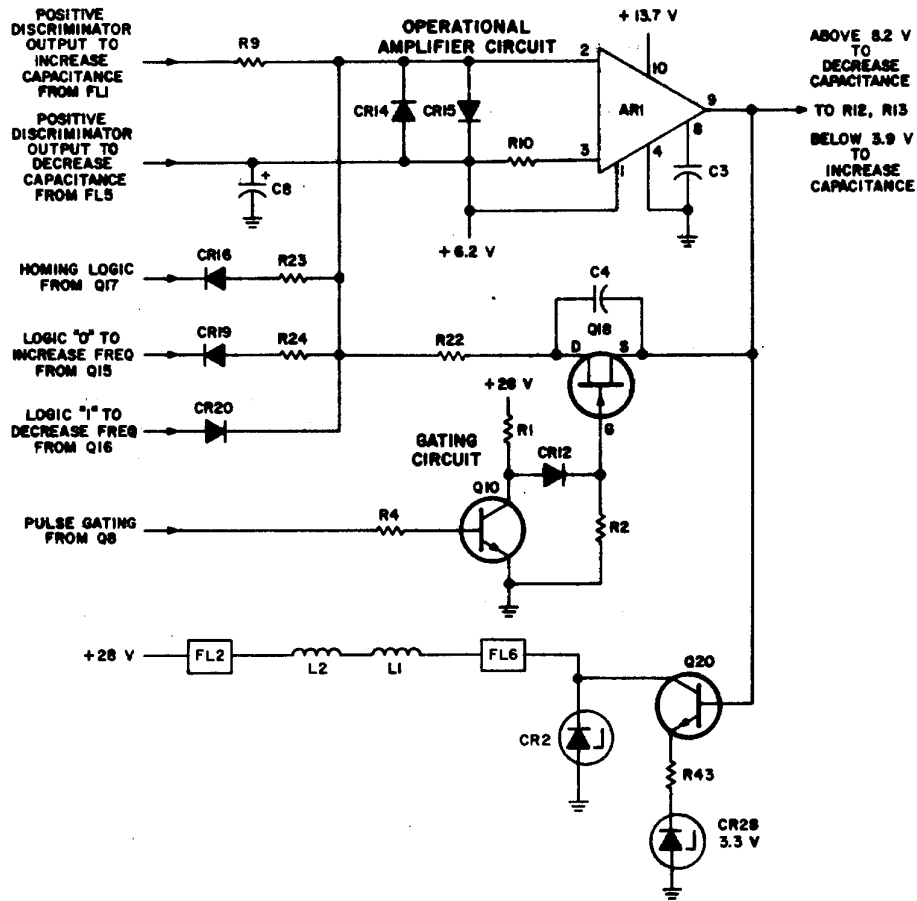 POSITIVE
DISCRIMINATOR
OUTPUT TO
INCREASE
CAPACITANCE
FROM FL1
R9
OPERATIONAL
AMPLIFIER CIRCUIT
+ 13.7 V
ABOVE 8.2 V
TO
DECREASE
CAPACITANCE
2
10
CR14
CR15
AR1
9
TO R12, R13
POSITIVE
DISCRIMINATOR
OUTPUT TO
DECREASE
CAPACITANCE
FROM FL5
R10
3
1
4
8
C3
BELOW 3.9 V
TO
INCREASE
CAPACITANCE
+
C8
+ 6.2 V
HOMING LOGIC
FROM Q17
CR16
R23
C4
Q18
D
S
G
LOGIC "0" TO
INCREASE FREQ
FROM Q15
CR19
R24
R22
+28 V
LOGIC "1" TO
DECREASE FREQ
FROM Q16
CR20
R1
GATING
CIRCUIT
CR12
Q10
R2
PULSE GATING
FROM Q8
R4
+28 V
FL2
L2
L1
FL6
Q20
CR2
R43
CR28
3.3 V